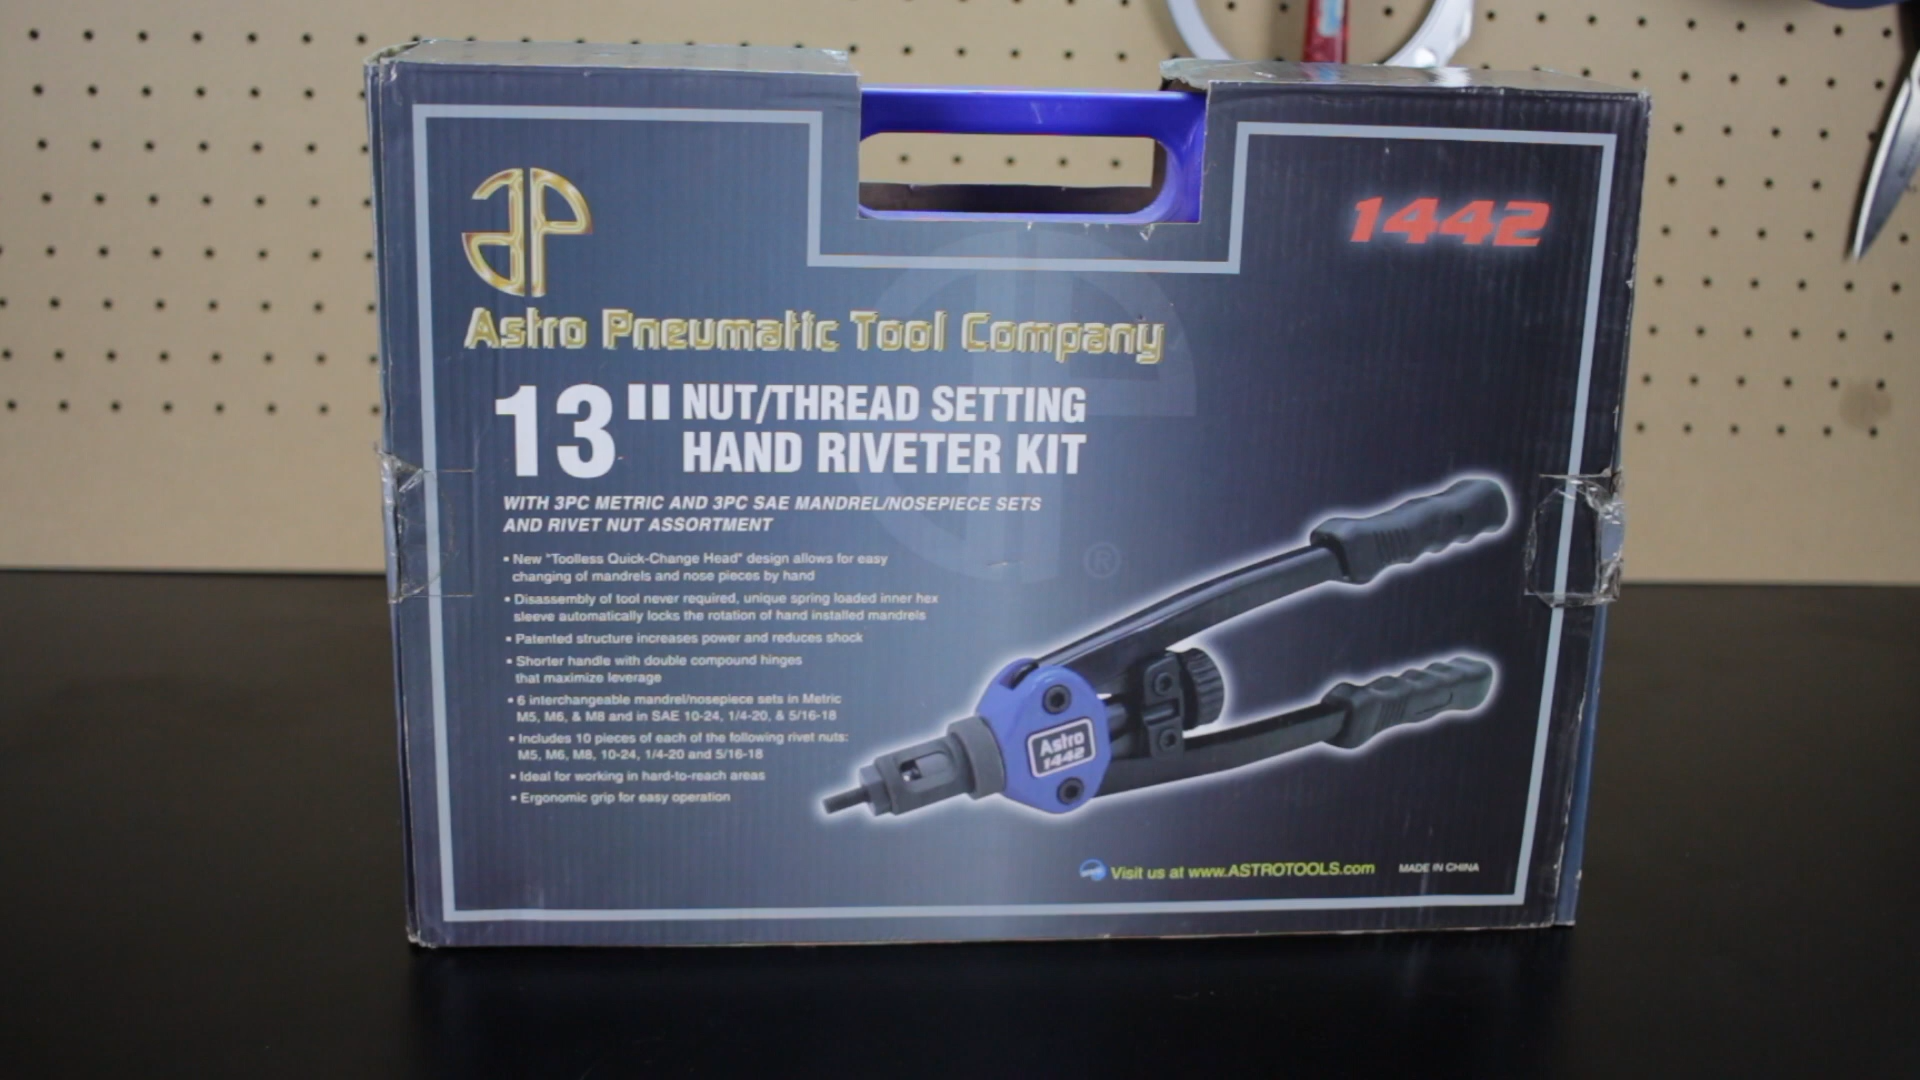 AP
1442
Astro Pneumatic Tool Company
13" NUT/THREAD SETTING
HAND RIVETER KIT
WITH 3PC METRIC AND 3PC SAE MANDREL/NOSEPIECE SETS
AND RIVET NUT ASSORTMENT
• New "Toolless Quick-Change Head" design allows for easy
changing of mandrels and nose pieces by hand
• Disassembly of tool never required, unique spring loaded inner hex
sleeve automatically locks the rotation of hand installed mandrels
• Patented structure increases power and reduces shock
• Shorter handle with double compound hinges
that maximize leverage
• 6 interchangeable mandrel/nosepiece sets in Metric
M5, M6, & M8 and in SAE 10-24, 1/4-20, & 5/16-18
• Includes 10 pieces of each of the following rivet nuts:
M5, M6, M8, 10-24, 1/4-20 and 5/16-18
• Ideal for working in hard-to-reach areas
• Ergonomic grip for easy operation
®
Astro
1442
Visit us at www.ASTROTOOLS.com
MADE IN CHINA